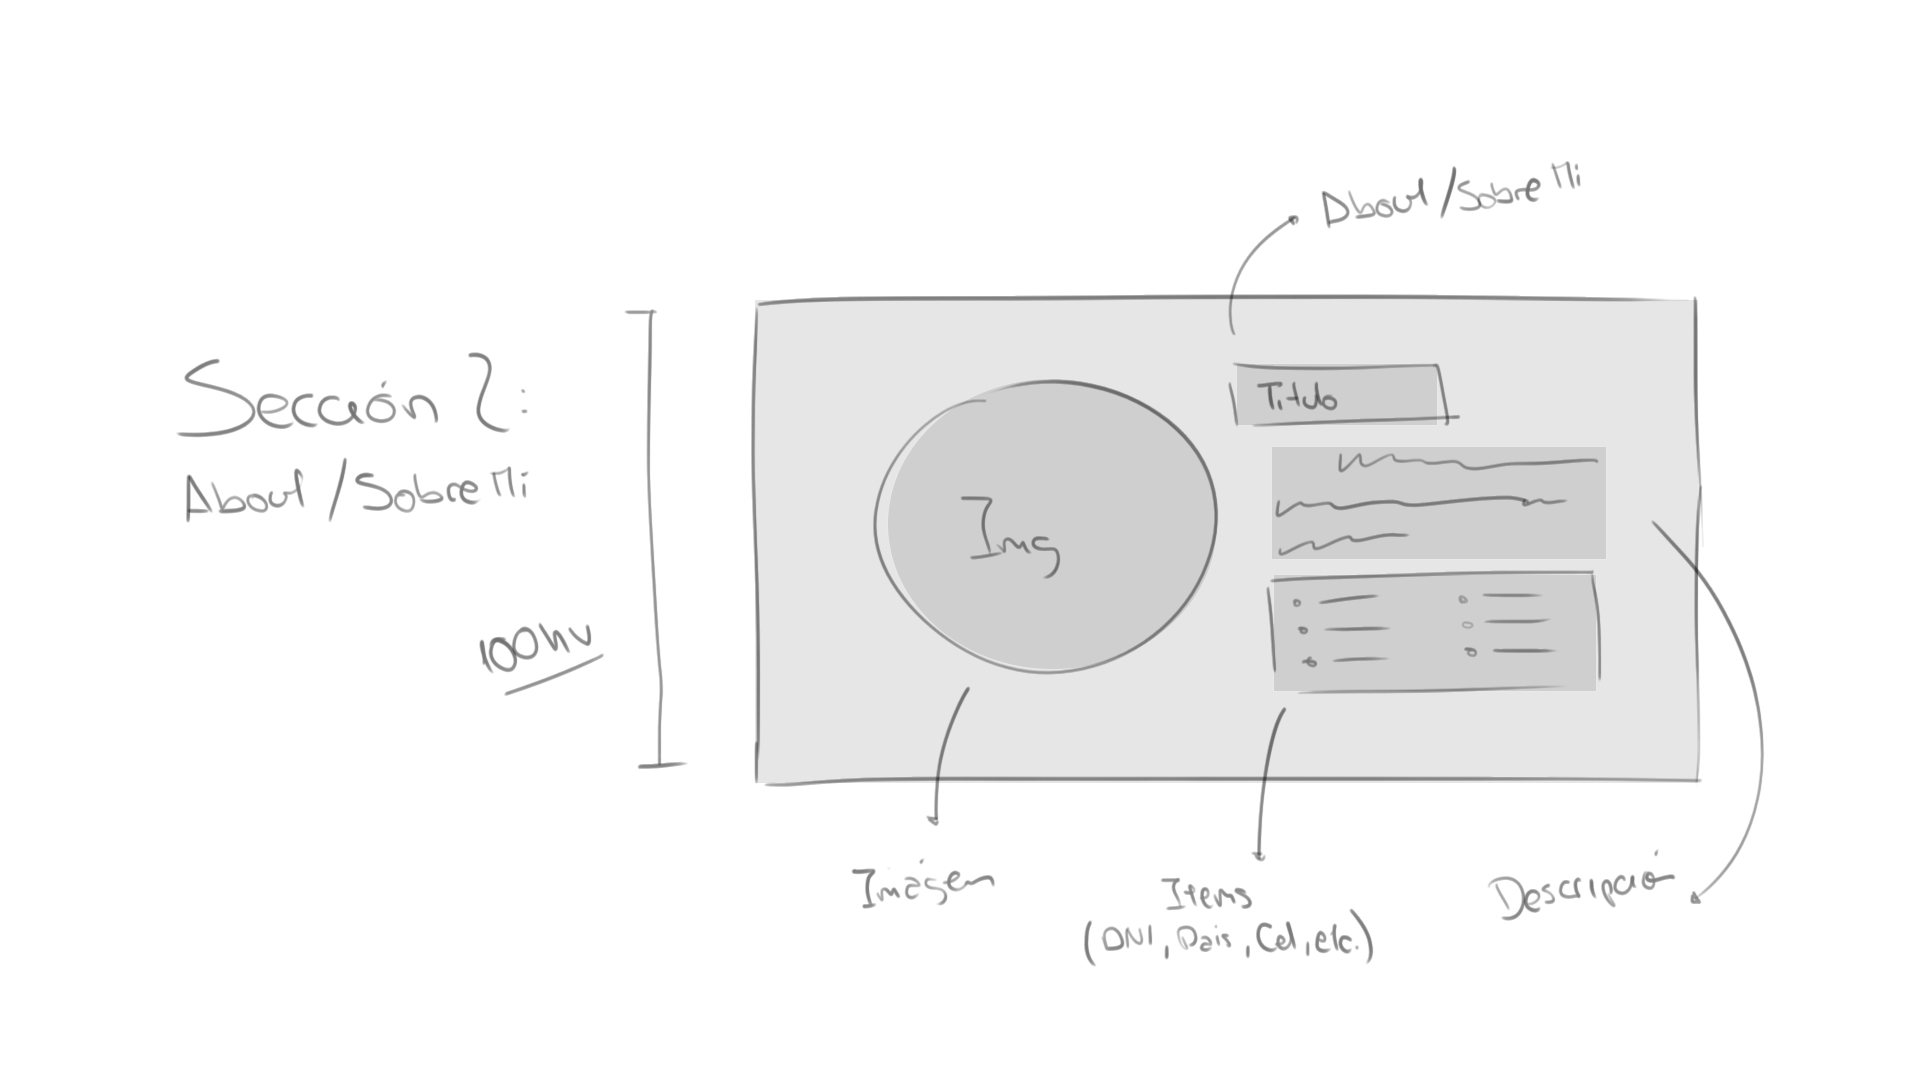 About/Sobre Mi
Sección 2:
About/Sobre Mi
100hv
Titulo
Img
Imágen
Items
(DNI, Pais, Cel, etc.)
Descripción